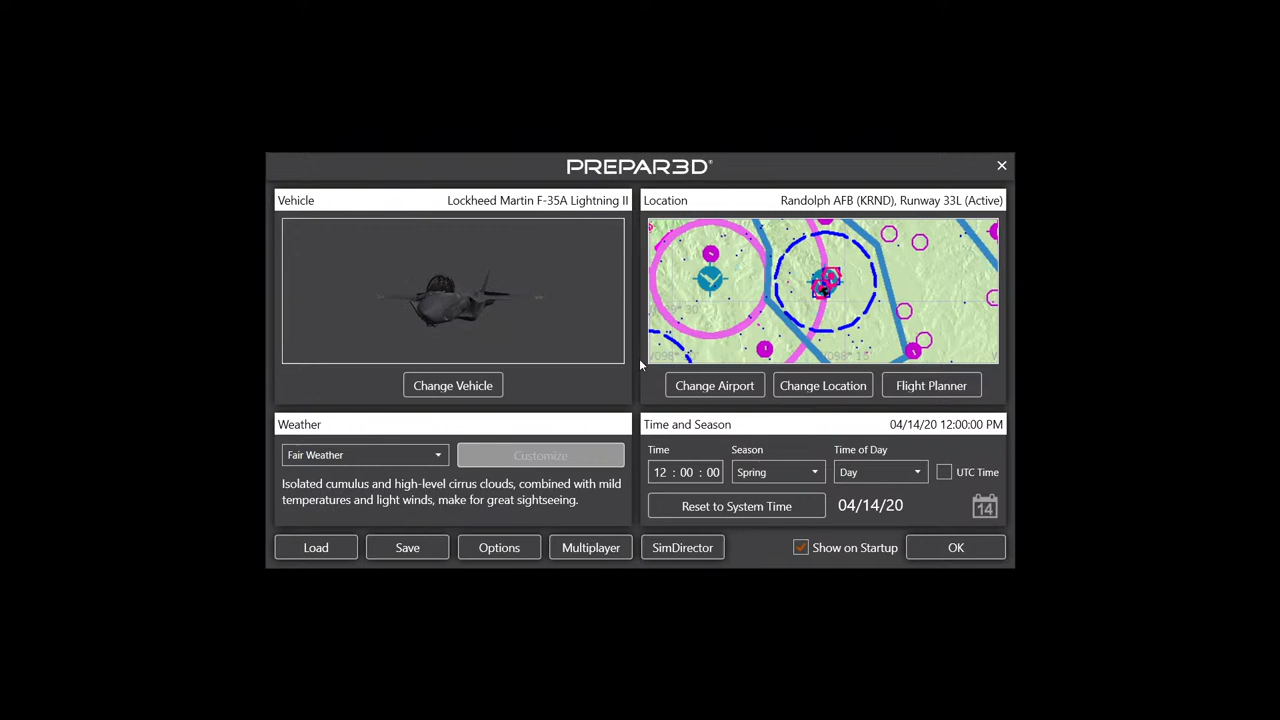 PREPAR3D®
Vehicle
Lockheed Martin F-35A Lightning II
Change Vehicle
Location
Randolph AFB (KRND), Runway 33L (Active)
Change Airport
Change Location
Flight Planner
Weather
Fair Weather
Customize
Isolated cumulus and high-level cirrus clouds, combined with mild
temperatures and light winds, make for great sightseeing.
Time and Season
04/14/20 12:00:00 PM
Time
Season
Time of Day
12 : 00 : 00
Spring
Day
UTC Time
Reset to System Time
04/14/20
14
Load
Save
Options
Multiplayer
SimDirector
Show on Startup
OK